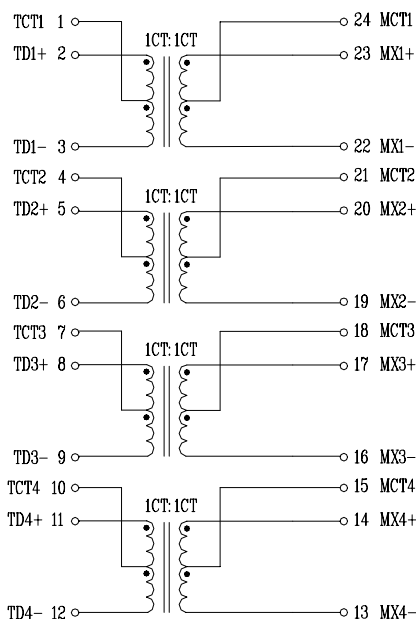 TCT1 1 24 MCT1
1CT:1CT
TD1+ 2 23 MX1+
TD1- 3 22 MX1-
TCT2 4 21 MCT2
1CT:1CT
TD2+ 5 20 MX2+
TD2- 6 19 MX2-
TCT3 7 18 MCT3
1CT:1CT
TD3+ 8 17 MX3+
TD3- 9 16 MX3-
TCT4 10 15 MCT4
1CT:1CT
TD4+ 11 14 MX4+
TD4- 12 13 MX4-